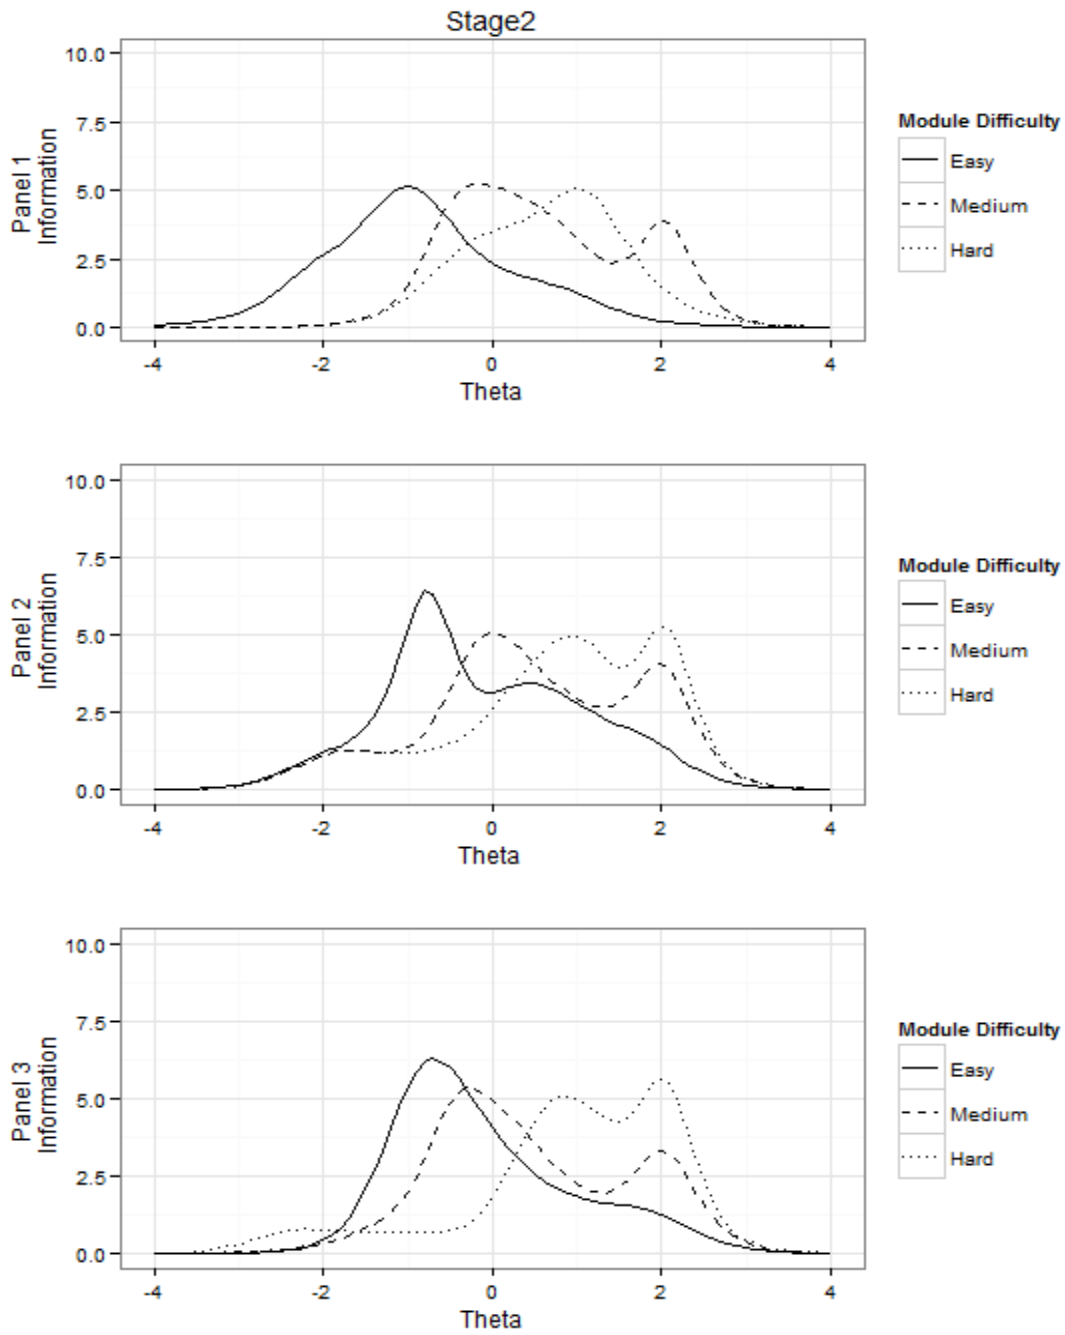 Stage2
10.0
7.5
5.0
2.5
0.0
Panel 1
Information
-4 -2 0 2 4
Theta
Module Difficulty
Easy
Medium
Hard
10.0
7.5
5.0
2.5
0.0
Panel 2
Information
-4 -2 0 2 4
Theta
Module Difficulty
Easy
Medium
Hard
10.0
7.5
5.0
2.5
0.0
Panel 3
Information
-4 -2 0 2 4
Theta
Module Difficulty
Easy
Medium
Hard